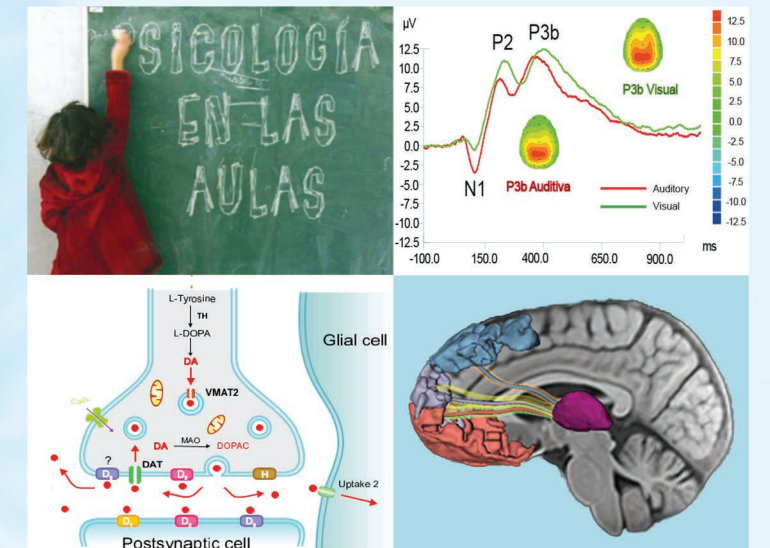 PSICOLOGÍA
EN LAS
AULAS
µV
12.5
10.0
7.5
5.0
2.5
0.0
-2.5
-5.0
-7.5
-10.0
-12.5
-100.0 150.0 400.0 650.0 900.0
ms
P2
P3b
N1
P3b Visual
P3b Auditiva
Auditory
Visual
12.5
10.0
7.5
5.0
2.5
0.0
-2.5
-5.0
-7.5
-10.0
-12.5
L-Tyrosine
TH
L-DOPA
DA
VMAT2
Glial cell
Ca²⁺
DA
MAO
DOPAC
?
DAT
H
Uptake 2
Postsynaptic cell